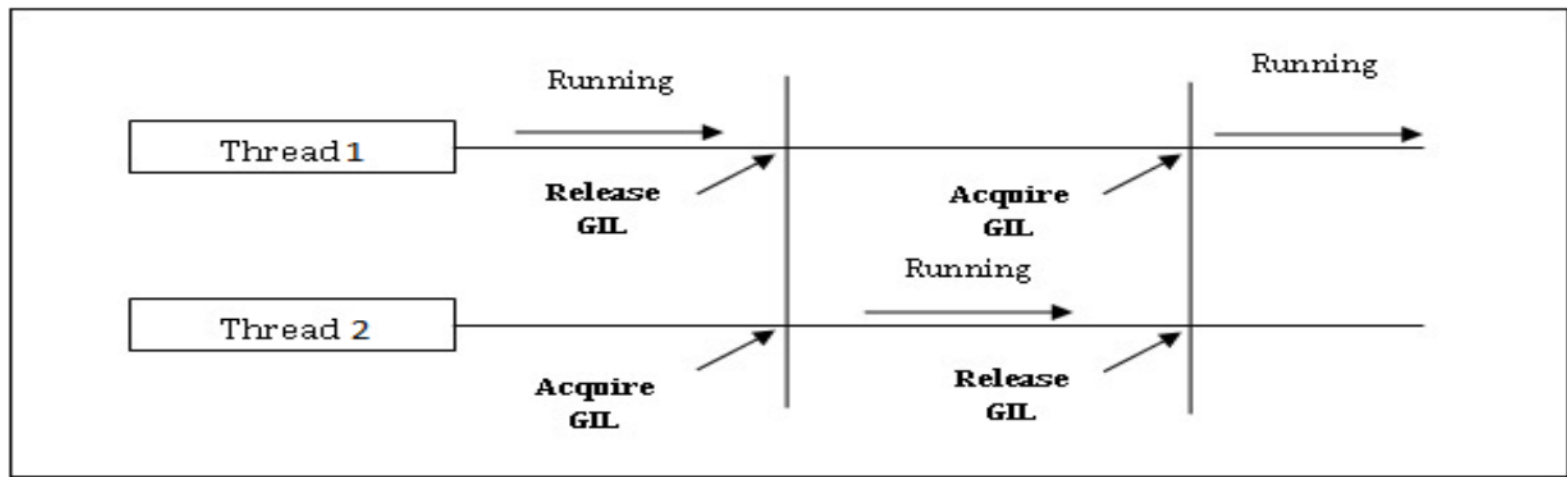 Running
Running
Thread 1
Release
GIL
Acquire
GIL
Running
Thread 2
Acquire
GIL
Release
GIL